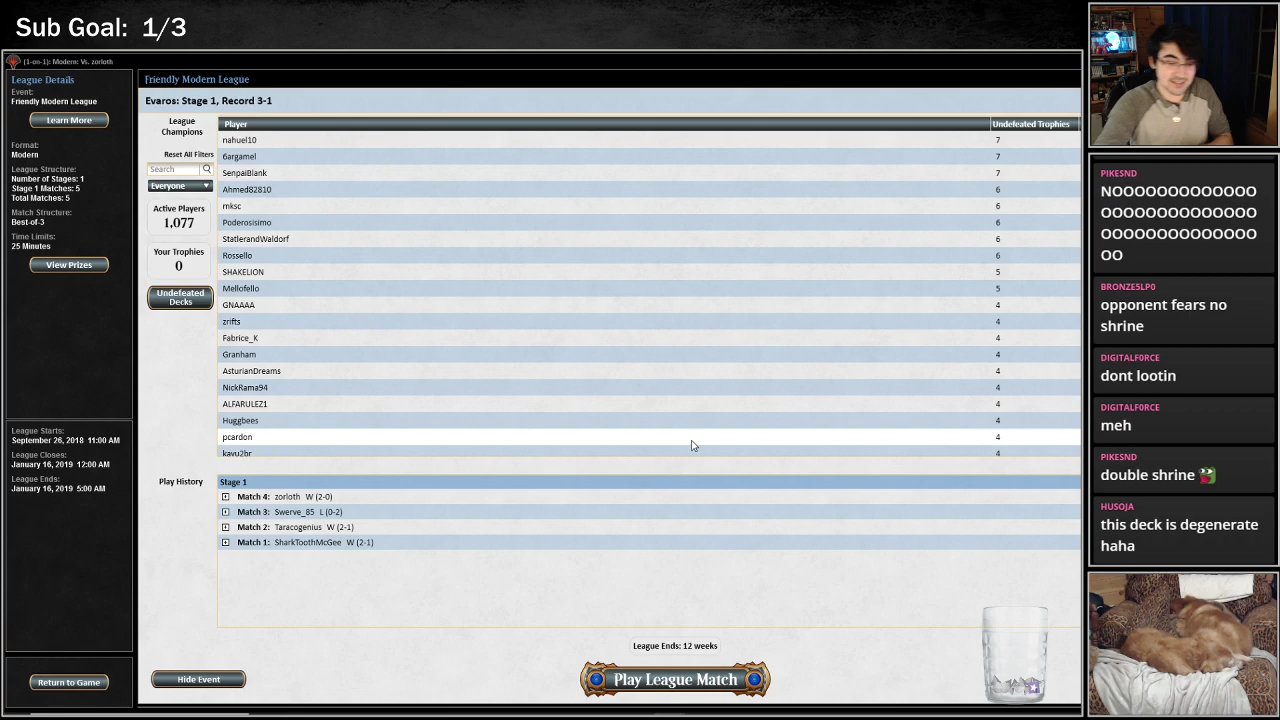 Sub Goal: 1/3
(1-on-1): Modern: Vs. zorloth
League Details
Event:
Friendly Modern League
Learn More
Format:
Modern
League Structure:
Number of Stages: 1
Stage 1 Matches: 5
Total Matches: 5
Match Structure:
Best-of-3
Time Limits:
25 Minutes
View Prizes
League Starts:
September 26, 2018 11:00 AM
League Closes:
January 16, 2019 12:00 AM
League Ends:
January 16, 2019 5:00 AM
Return to Game
Friendly Modern League
Evaros: Stage 1, Record 3-1
League
Champions
Reset All Filters
Search
Everyone
Active Players
1,077
Your Trophies
0
Undefeated
Decks
Player Undefeated Trophies
nahuel10 7
6argamel 7
SenpaiBlank 7
Ahmed82810 6
mksc 6
Poderosisimo 6
StatlerandWaldorf 6
Rossello 6
SHAKELION 5
Mellofello 5
GNAAAA 4
zrifts 4
Fabrice_K 4
Granham 4
AsturianDreams 4
NickRama94 4
ALFARULEZ1 4
Huggbees 4
pcardon 4
kavu2br 4
Play History
Stage 1
Match 4: zorloth W (2-0)
Match 3: Swerve_85 L (0-2)
Match 2: Taracogenius W (2-1)
Match 1: SharkToothMcGee W (2-1)
League Ends: 12 weeks
Hide Event
Play League Match
PIKESND
NOOOOOOOOOOOOO
OOOOOOOOOOOOOO
OOOOOOOOOOOOOO
OO
BRONZE5LP0
opponent fears no
shrine
DIGITALF0RCE
dont lootin
DIGITALF0RCE
meh
PIKESND
double shrine
HUSOJA
this deck is degenerate
haha